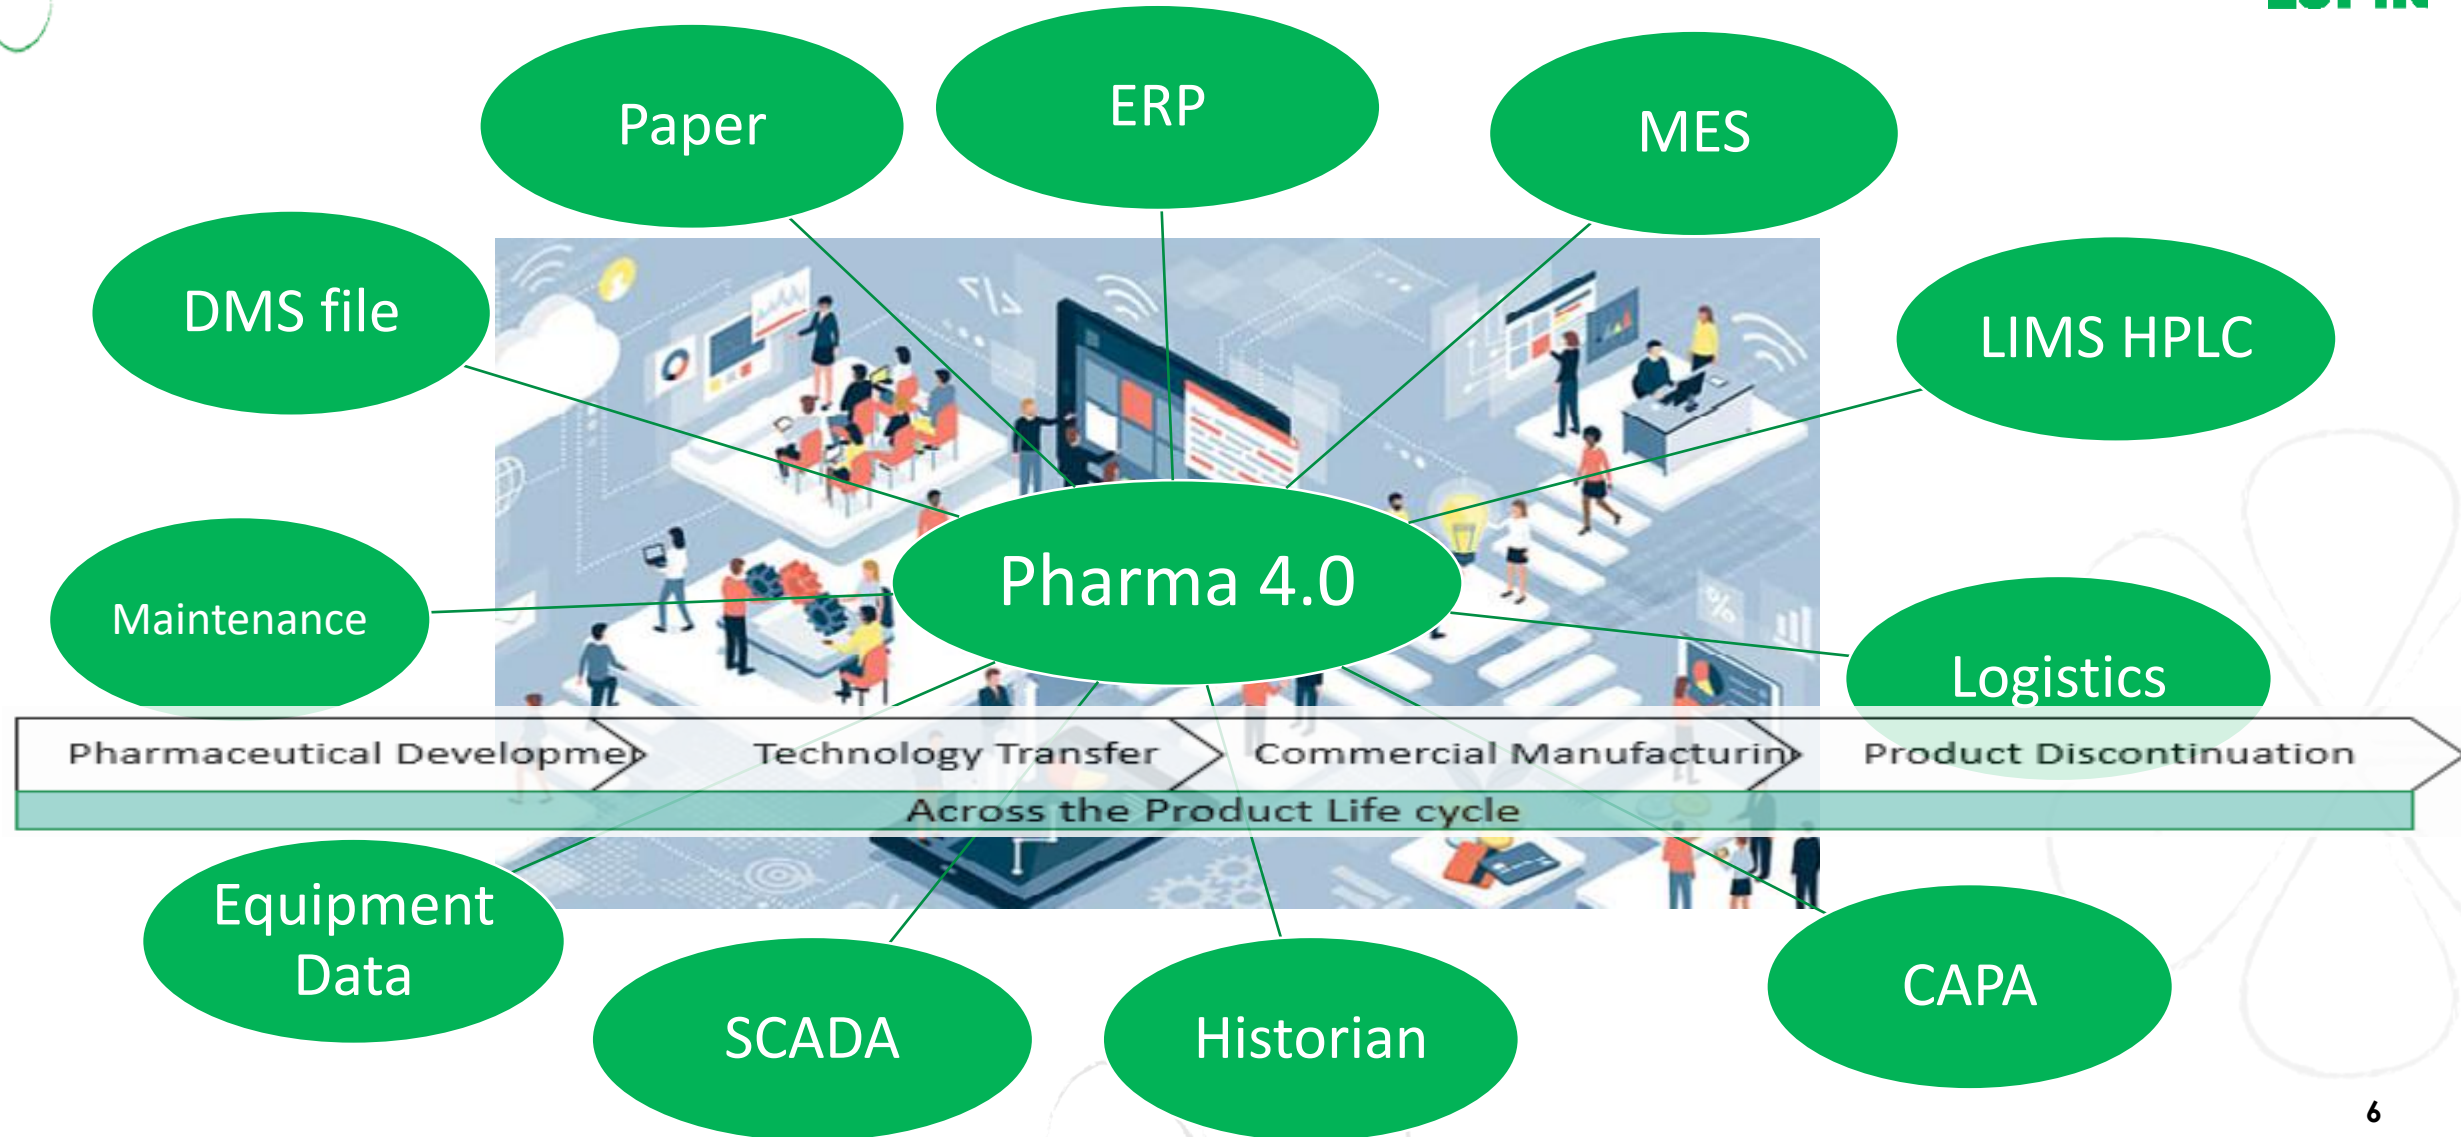 Paper
ERP
MES
DMS file
LIMS HPLC
Pharma 4.0
Maintenance
Logistics
Pharmaceutical Developme
Technology Transfer
Commercial Manufacturin
Product Discontinuation
Across the Product Life cycle
Equipment
Data
SCADA
Historian
CAPA
6